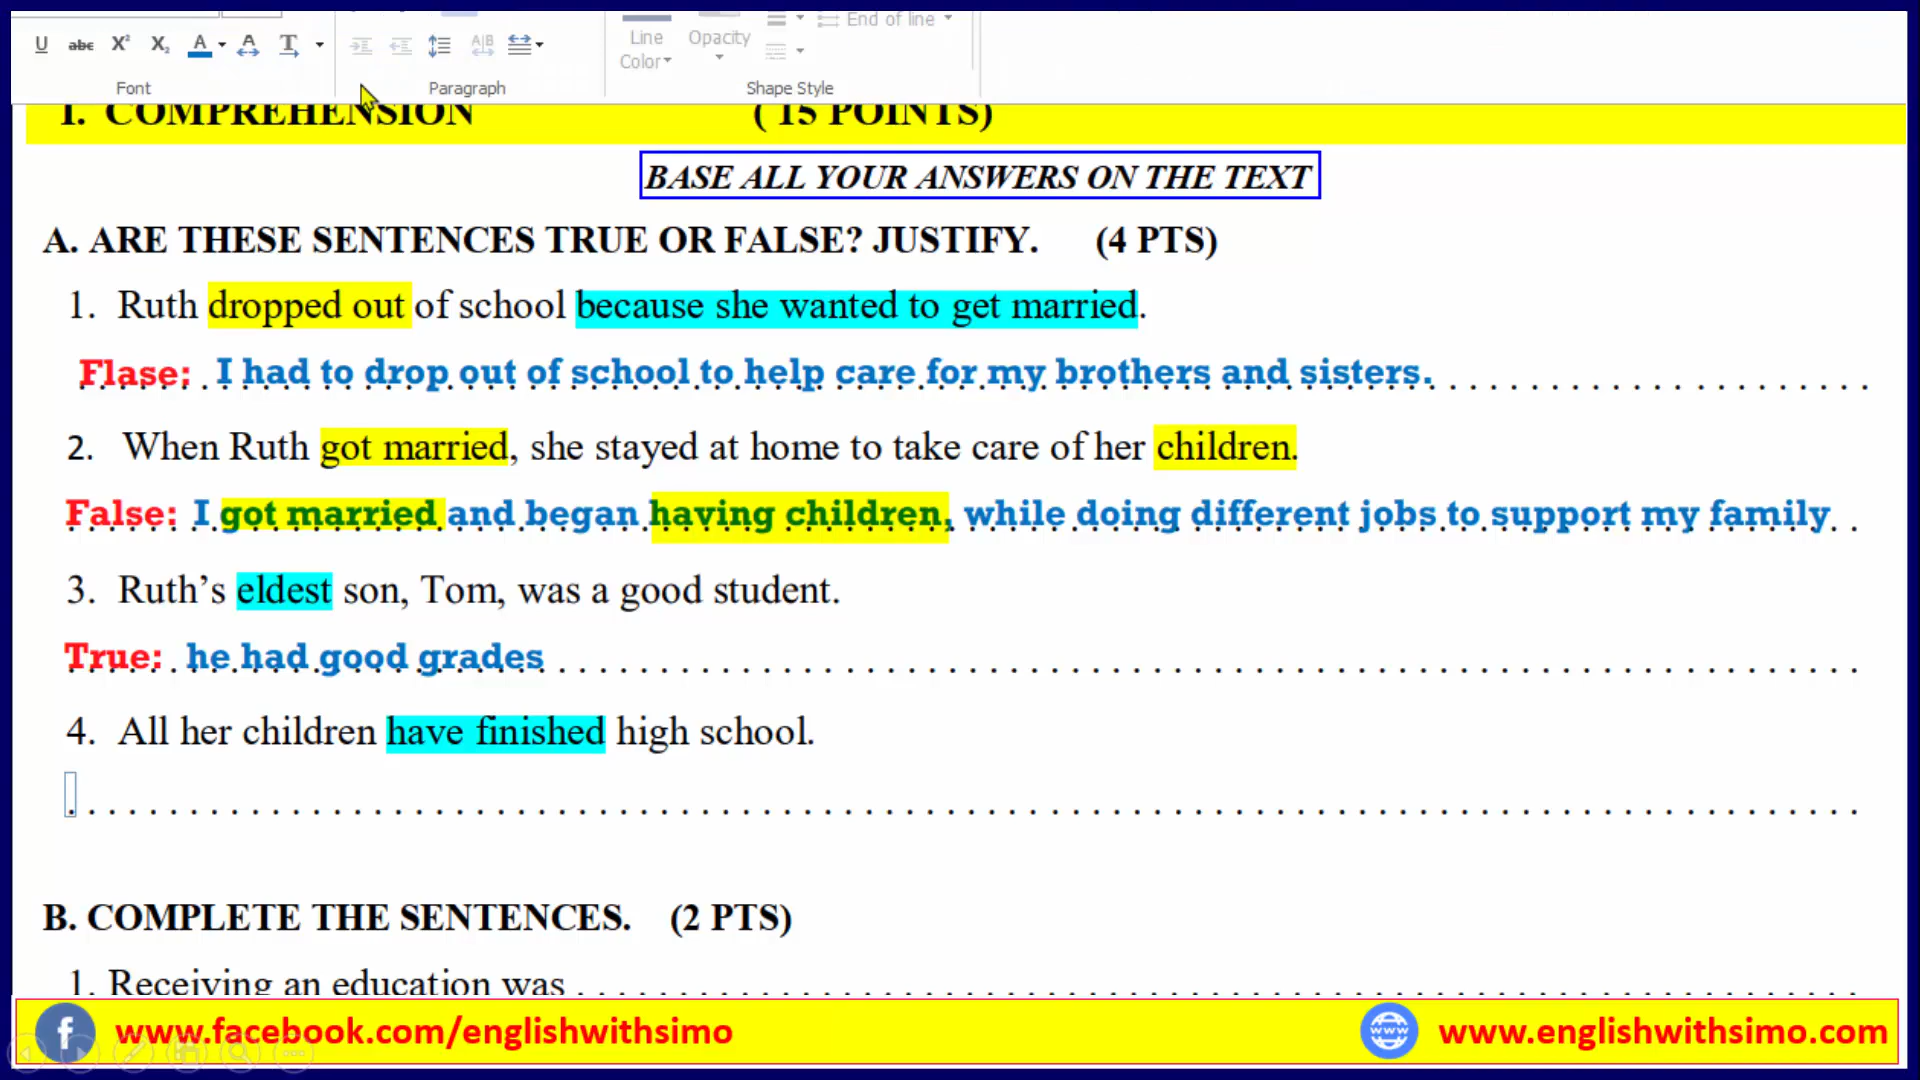 End of line
U abc X² X₂ A A T A|B
Line Color
Opacity
Font
Paragraph
Shape Style
I. COMPREHENSION ( 15 POINTS)
BASE ALL YOUR ANSWERS ON THE TEXT
A. ARE THESE SENTENCES TRUE OR FALSE? JUSTIFY. (4 PTS)
1. Ruth dropped out of school because she wanted to get married.
Flase: I had to drop out of school to help care for my brothers and sisters.
2. When Ruth got married, she stayed at home to take care of her children.
False: I got married and began having children, while doing different jobs to support my family
3. Ruth’s eldest son, Tom, was a good student.
True: he had good grades
4. All her children have finished high school.
B. COMPLETE THE SENTENCES. (2 PTS)
1. Receiving an education was
f www.facebook.com/englishwithsimo
www www.englishwithsimo.com